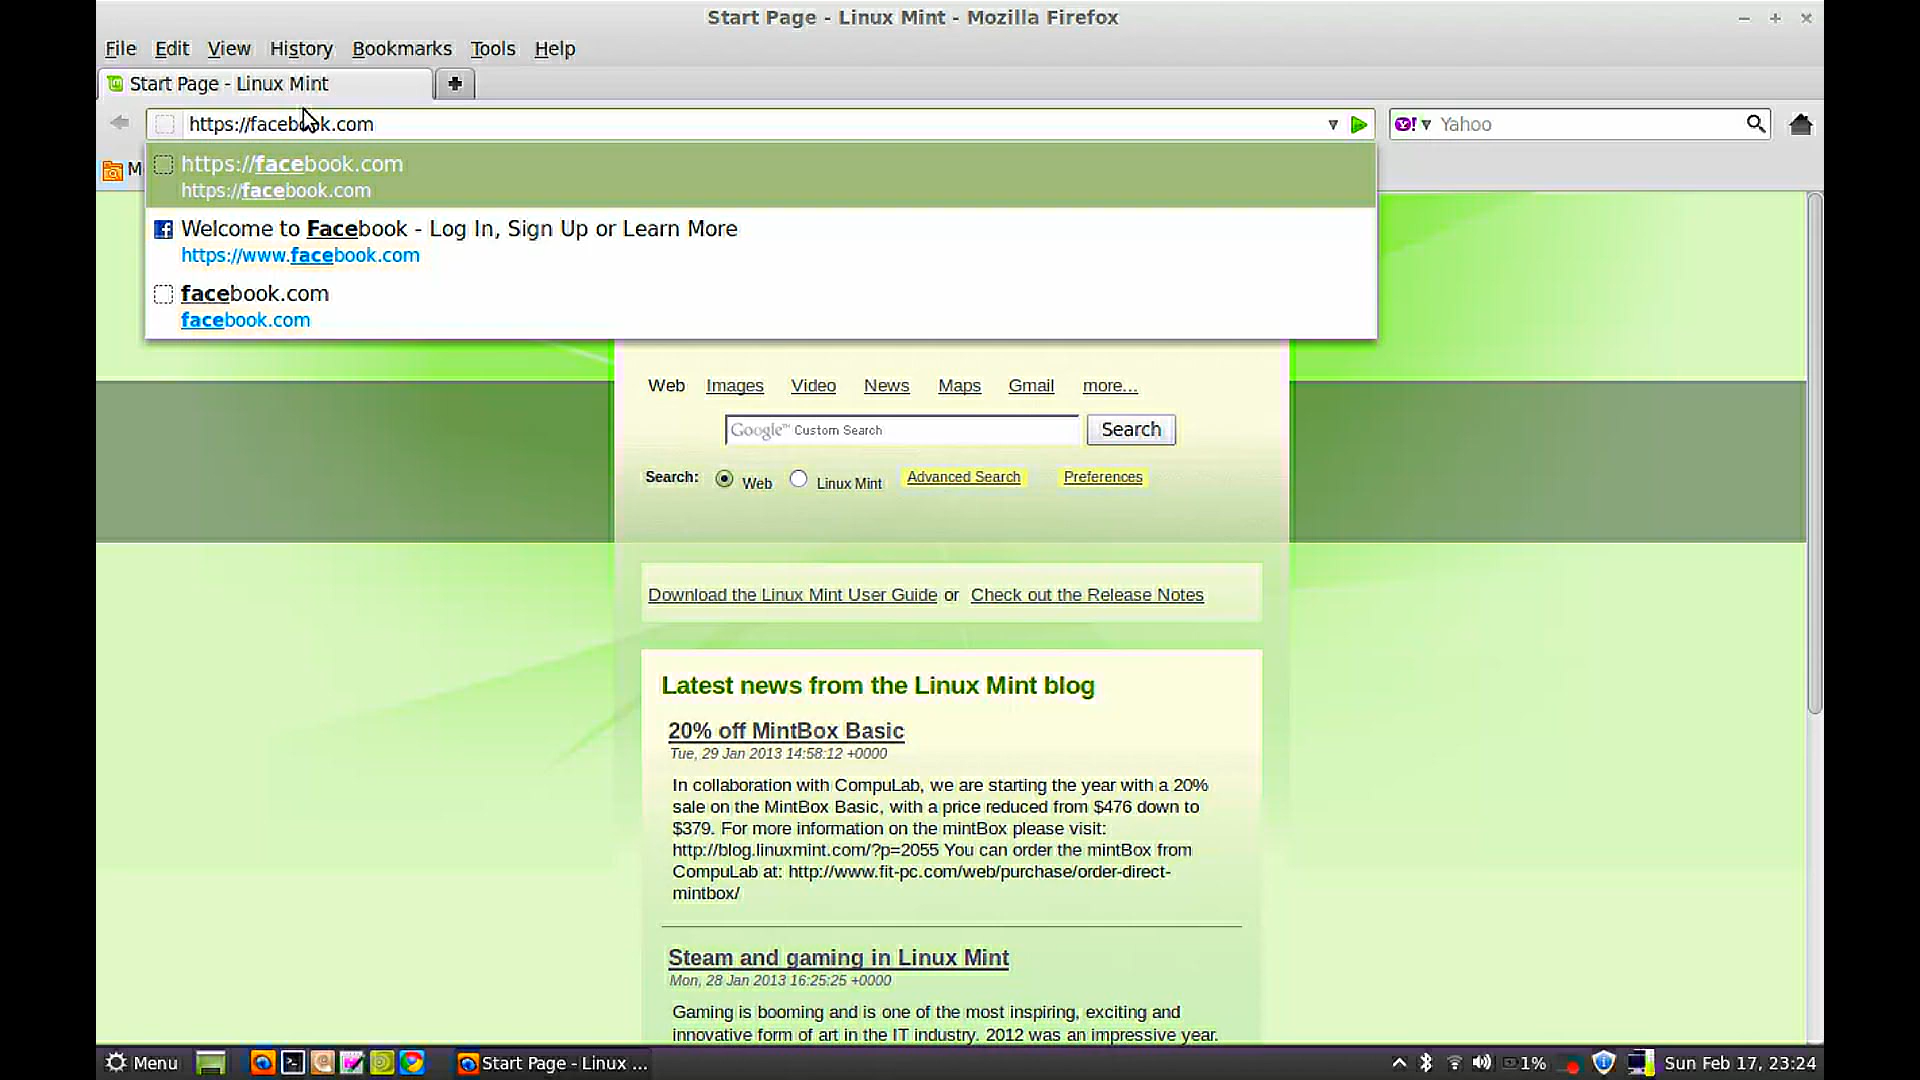 Start Page - Linux Mint - Mozilla Firefox
File Edit View History Bookmarks Tools Help
Start Page - Linux Mint
https://facebook.com
Yahoo
M
https://facebook.com
https://facebook.com
Welcome to Facebook - Log In, Sign Up or Learn More
https://www.facebook.com
facebook.com
facebook.com
Web Images Video News Maps Gmail more...
Google™ Custom Search Search
Search: Web Linux Mint Advanced Search Preferences
Download the Linux Mint User Guide or Check out the Release Notes
Latest news from the Linux Mint blog
20% off MintBox Basic
Tue, 29 Jan 2013 14:58:12 +0000
In collaboration with CompuLab, we are starting the year with a 20%
sale on the MintBox Basic, with a price reduced from $476 down to
$379. For more information on the mintBox please visit:
http://blog.linuxmint.com/?p=2055 You can order the mintBox from
CompuLab at: http://www.fit-pc.com/web/purchase/order-direct-
mintbox/
Steam and gaming in Linux Mint
Mon, 28 Jan 2013 16:25:25 +0000
Gaming is booming and is one of the most inspiring, exciting and
innovative form of art in the IT industry. 2012 was an impressive year.
Menu Start Page - Linux ... 1% Sun Feb 17, 23:24